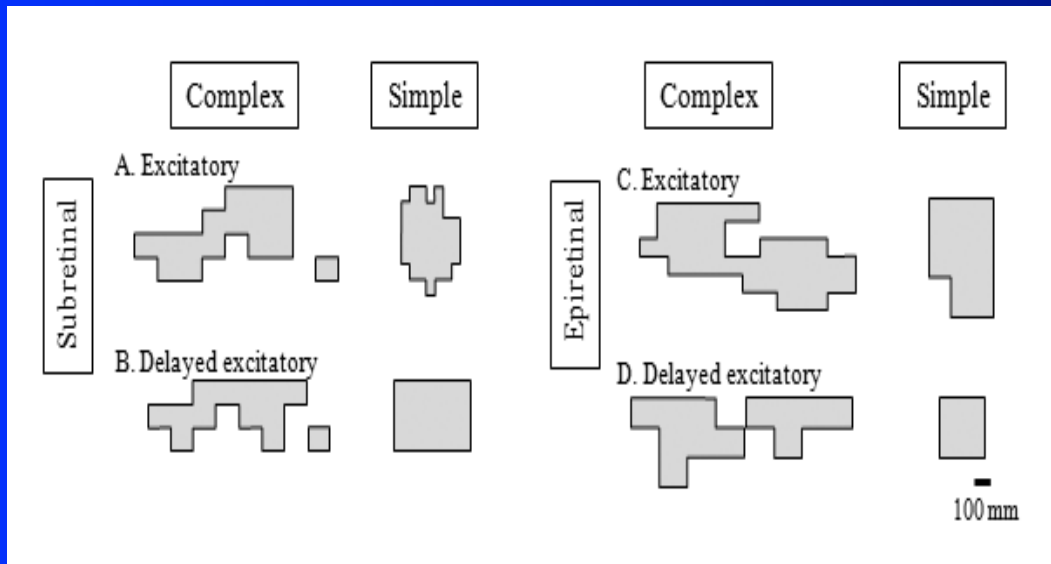 Complex
Simple
Complex
Simple
Subretinal
A. Excitatory
B. Delayed excitatory
Epiretinal
C. Excitatory
D. Delayed excitatory
100 mm